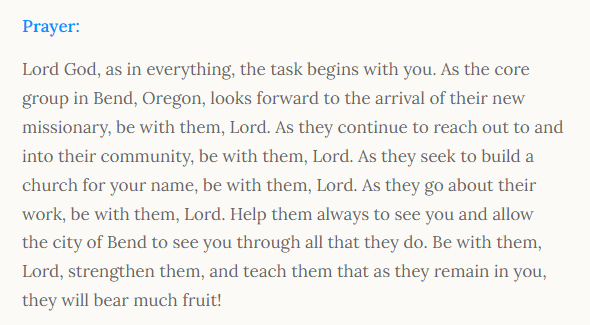 Prayer:
Lord God, as in everything, the task begins with you. As the core
group in Bend, Oregon, looks forward to the arrival of their new
missionary, be with them, Lord. As they continue to reach out to and
into their community, be with them, Lord. As they seek to build a
church for your name, be with them, Lord. As they go about their
work, be with them, Lord. Help them always to see you and allow
the city of Bend to see you through all that they do. Be with them,
Lord, strengthen them, and teach them that as they remain in you,
they will bear much fruit!